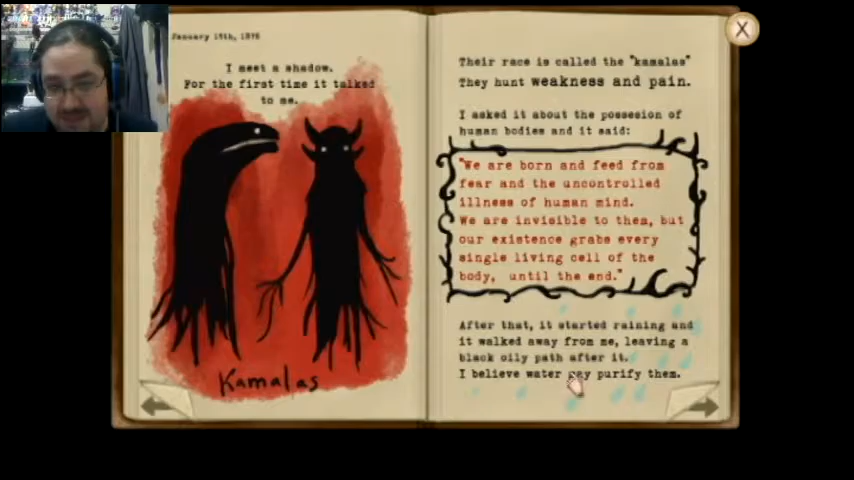 January 15th, 1976
I meet a shadow.
For the first time it talked
to me.
Kamalas
Their race is called the "kamalas"
They hunt weakness and pain.
I asked it about the possesion of
human bodies and it said:
"We are born and feed from
fear and the uncontrolled
illness of human mind.
We are invisible to them, but
our existence grabs every
single living cell of the
body, until the end."
After that, it started raining and
it walked away from me, leaving a
black oily path after it.
I believe water may purify them.
X